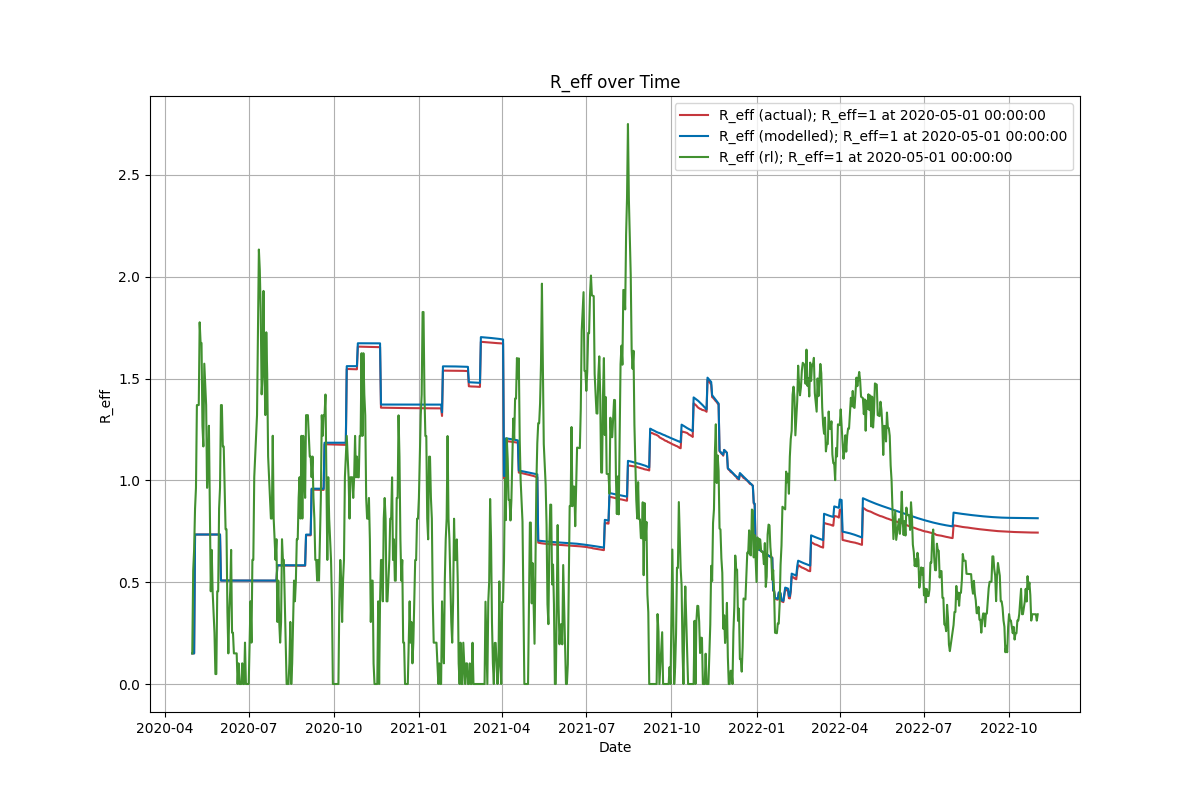 R_eff over Time
R_eff (actual); R_eff=1 at 2020-05-01 00:00:00
R_eff (modelled); R_eff=1 at 2020-05-01 00:00:00
R_eff (rl); R_eff=1 at 2020-05-01 00:00:00
R_eff
2.5
2.0
1.5
1.0
0.5
0.0
2020-04 2020-07 2020-10 2021-01 2021-04 2021-07 2021-10 2022-01 2022-04 2022-07 2022-10
Date